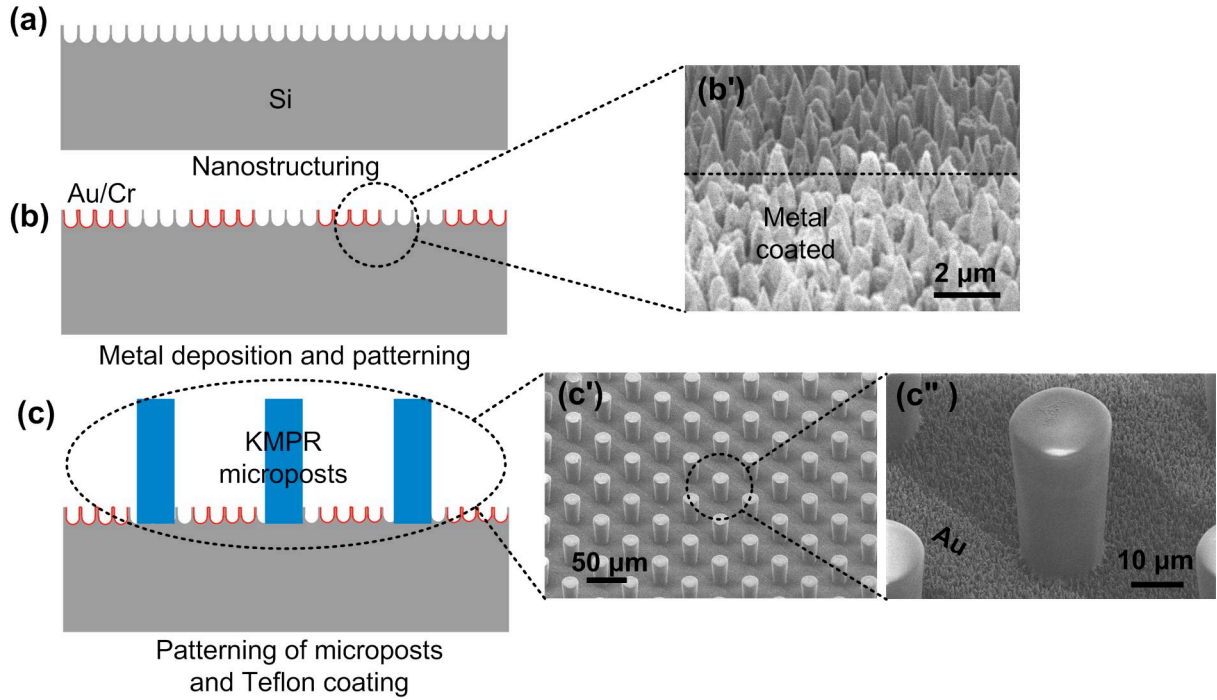 (a)
Si
Nanostructuring
Au/Cr
(b)
(b')
Metal
coated
2 μm
Metal deposition and patterning
(c)
KMPR
microposts
(c')
50 μm
(c'' )
Au
10 μm
Patterning of microposts
and Teflon coating